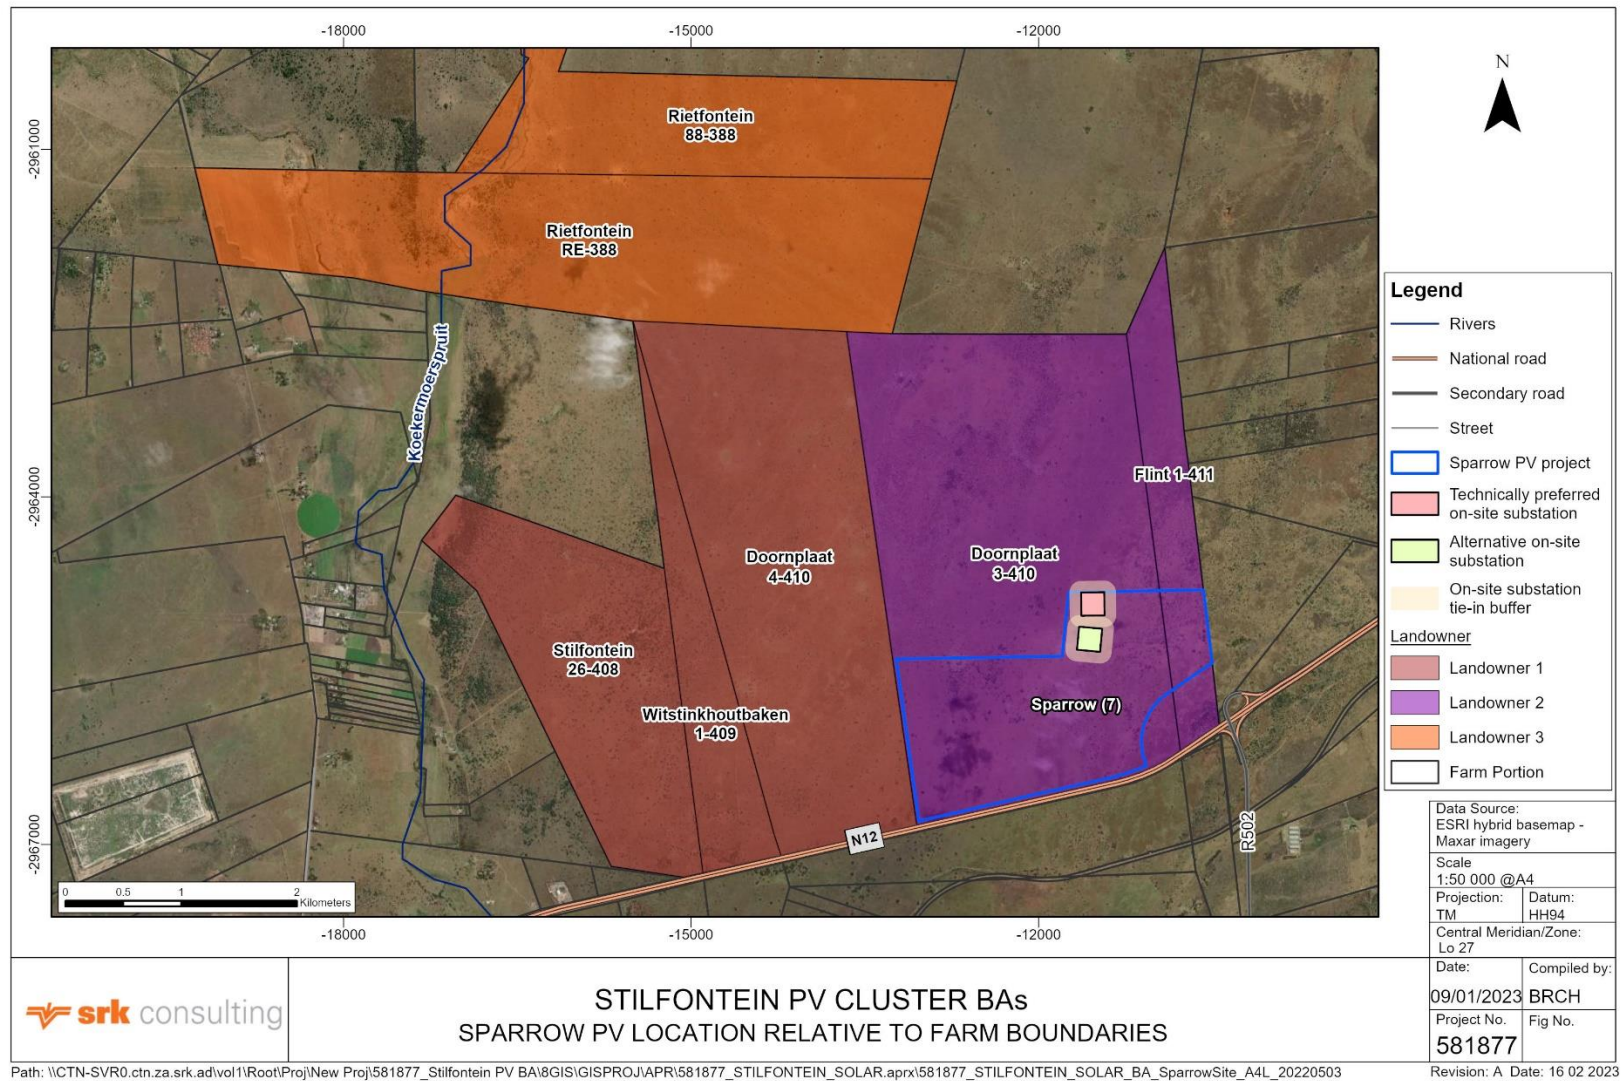 -18000
-15000
-12000
N
-2961000
-2964000
-2967000
Rietfontein
88-388
Rietfontein
RE-388
Koekermoerspruit
Flint 1-411
Doornplaat
4-410
Doornplaat
3-410
Stilfontein
26-408
Witstinkhoutbaken
1-409
Sparrow (7)
N12
R502
0
0.5
1
2
Kilometers
-18000
-15000
-12000
Legend
Rivers
National road
Secondary road
Street
Sparrow PV project
Technically preferred
on-site substation
Alternative on-site
substation
On-site substation
tie-in buffer
Landowner
Landowner 1
Landowner 2
Landowner 3
Farm Portion
Data Source:
ESRI hybrid basemap -
Maxar imagery
Scale
1:50 000 @A4
Projection:
TM
Datum:
HH94
Central Meridian/Zone:
Lo 27
Date:
09/01/2023
Compiled by:
BRCH
Project No.
581877
Fig No.
srk consulting
STILFONTEIN PV CLUSTER BAs
SPARROW PV LOCATION RELATIVE TO FARM BOUNDARIES
Path: \\CTN-SVR0.ctn.za.srk.ad\vol1\Root\Proj\New Proj\581877_Stilfontein PV BA\8GIS\GISPROJ\APR\581877_STILFONTEIN_SOLAR.aprx\581877_STILFONTEIN_SOLAR_BA_SparrowSite_A4L_20220503
Revision: A Date: 16 02 2023